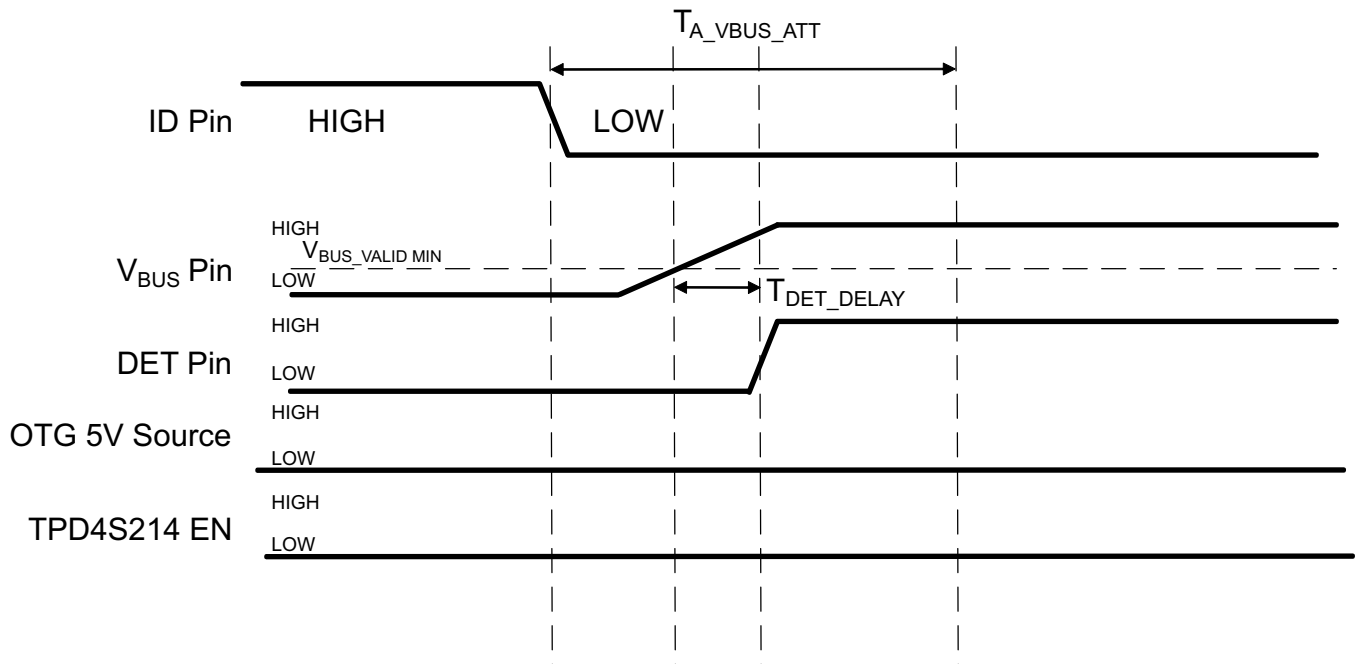 T_A_VBUS_ATT
ID Pin HIGH LOW
HIGH
V_BUS_VALID MIN
V_BUS Pin
LOW
T_DET_DELAY
HIGH
DET Pin
LOW
HIGH
OTG 5V Source
LOW
HIGH
TPD4S214 EN
LOW